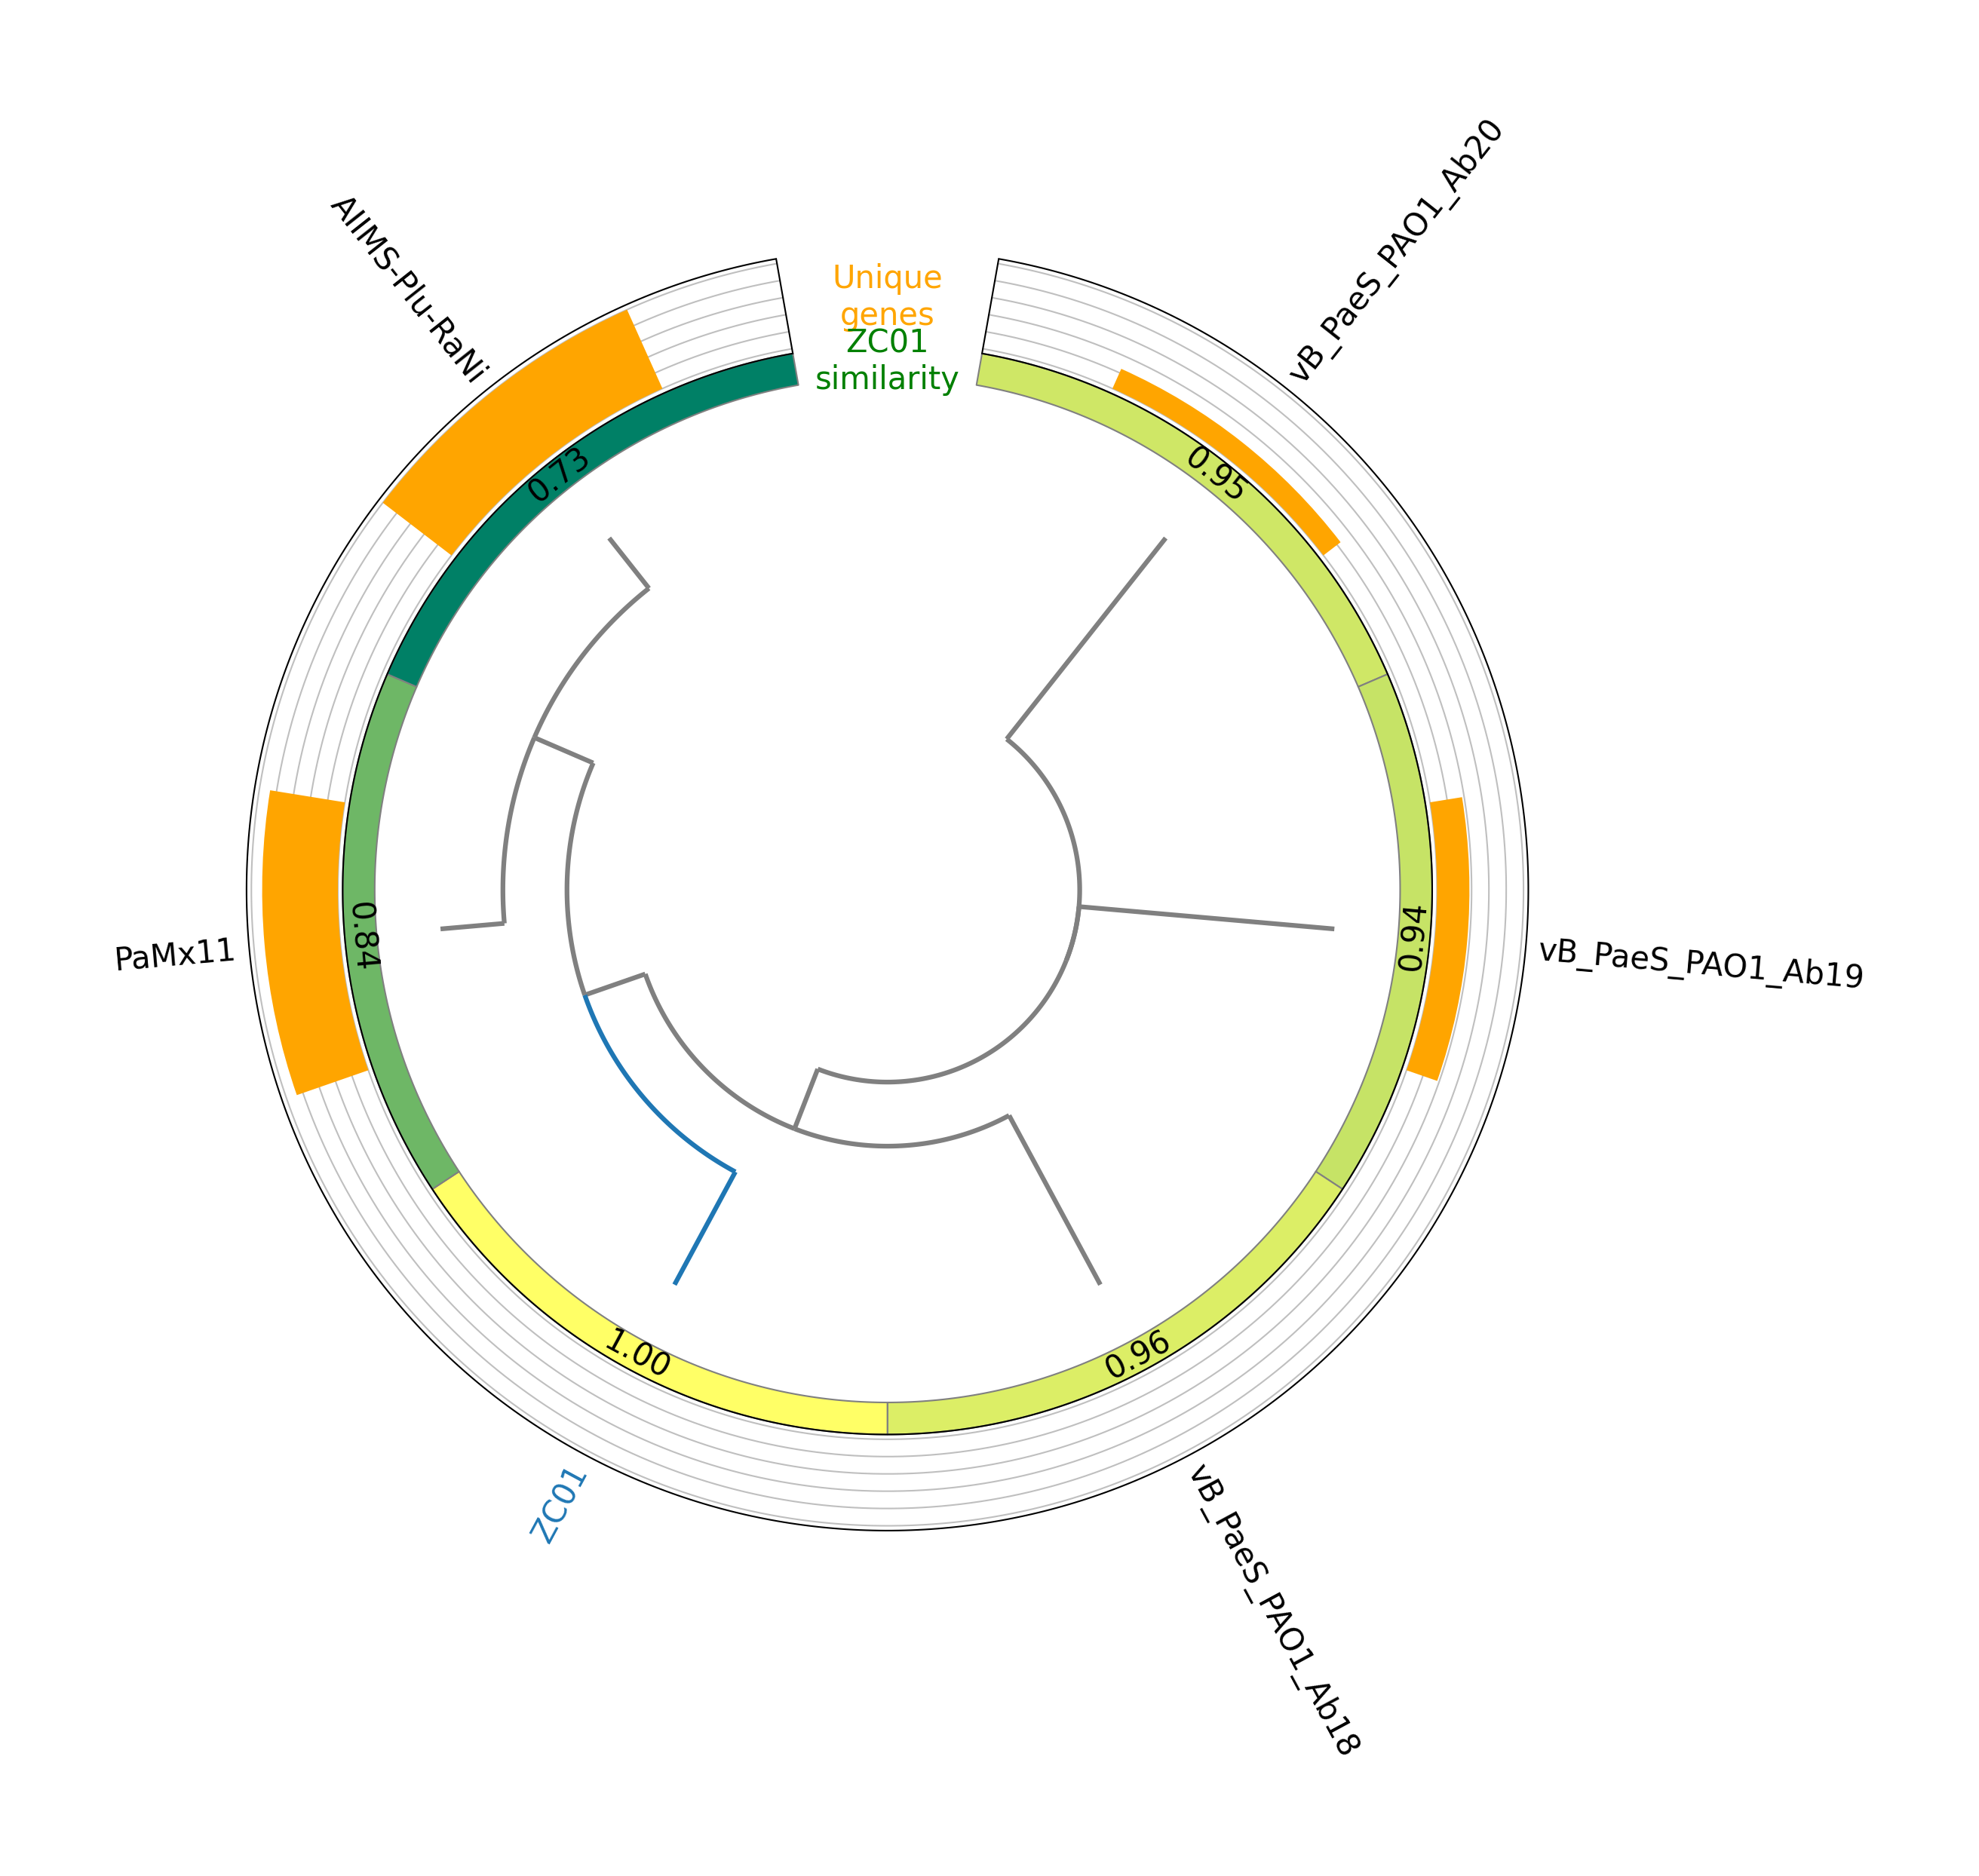 Unique
genes
ZC01
similarity
vB_PaeS_PAO1_Ab20
0.95
vB_PaeS_PAO1_Ab19
0.94
vB_PaeS_PAO1_Ab18
0.96
ZC01
1.00
PaMx11
0.84
AIIMS-Plu-RaNi
0.73